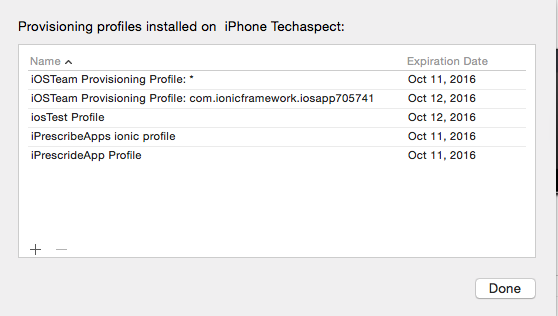 Provisioning profiles installed on iPhone Techaspect:
Name Expiration Date
iOSTeam Provisioning Profile: * Oct 11, 2016
iOSTeam Provisioning Profile: com.ionicframework.iosapp705741 Oct 12, 2016
iosTest Profile Oct 12, 2016
iPrescribeApps ionic profile Oct 11, 2016
iPrescrideApp Profile Oct 11, 2016
Done